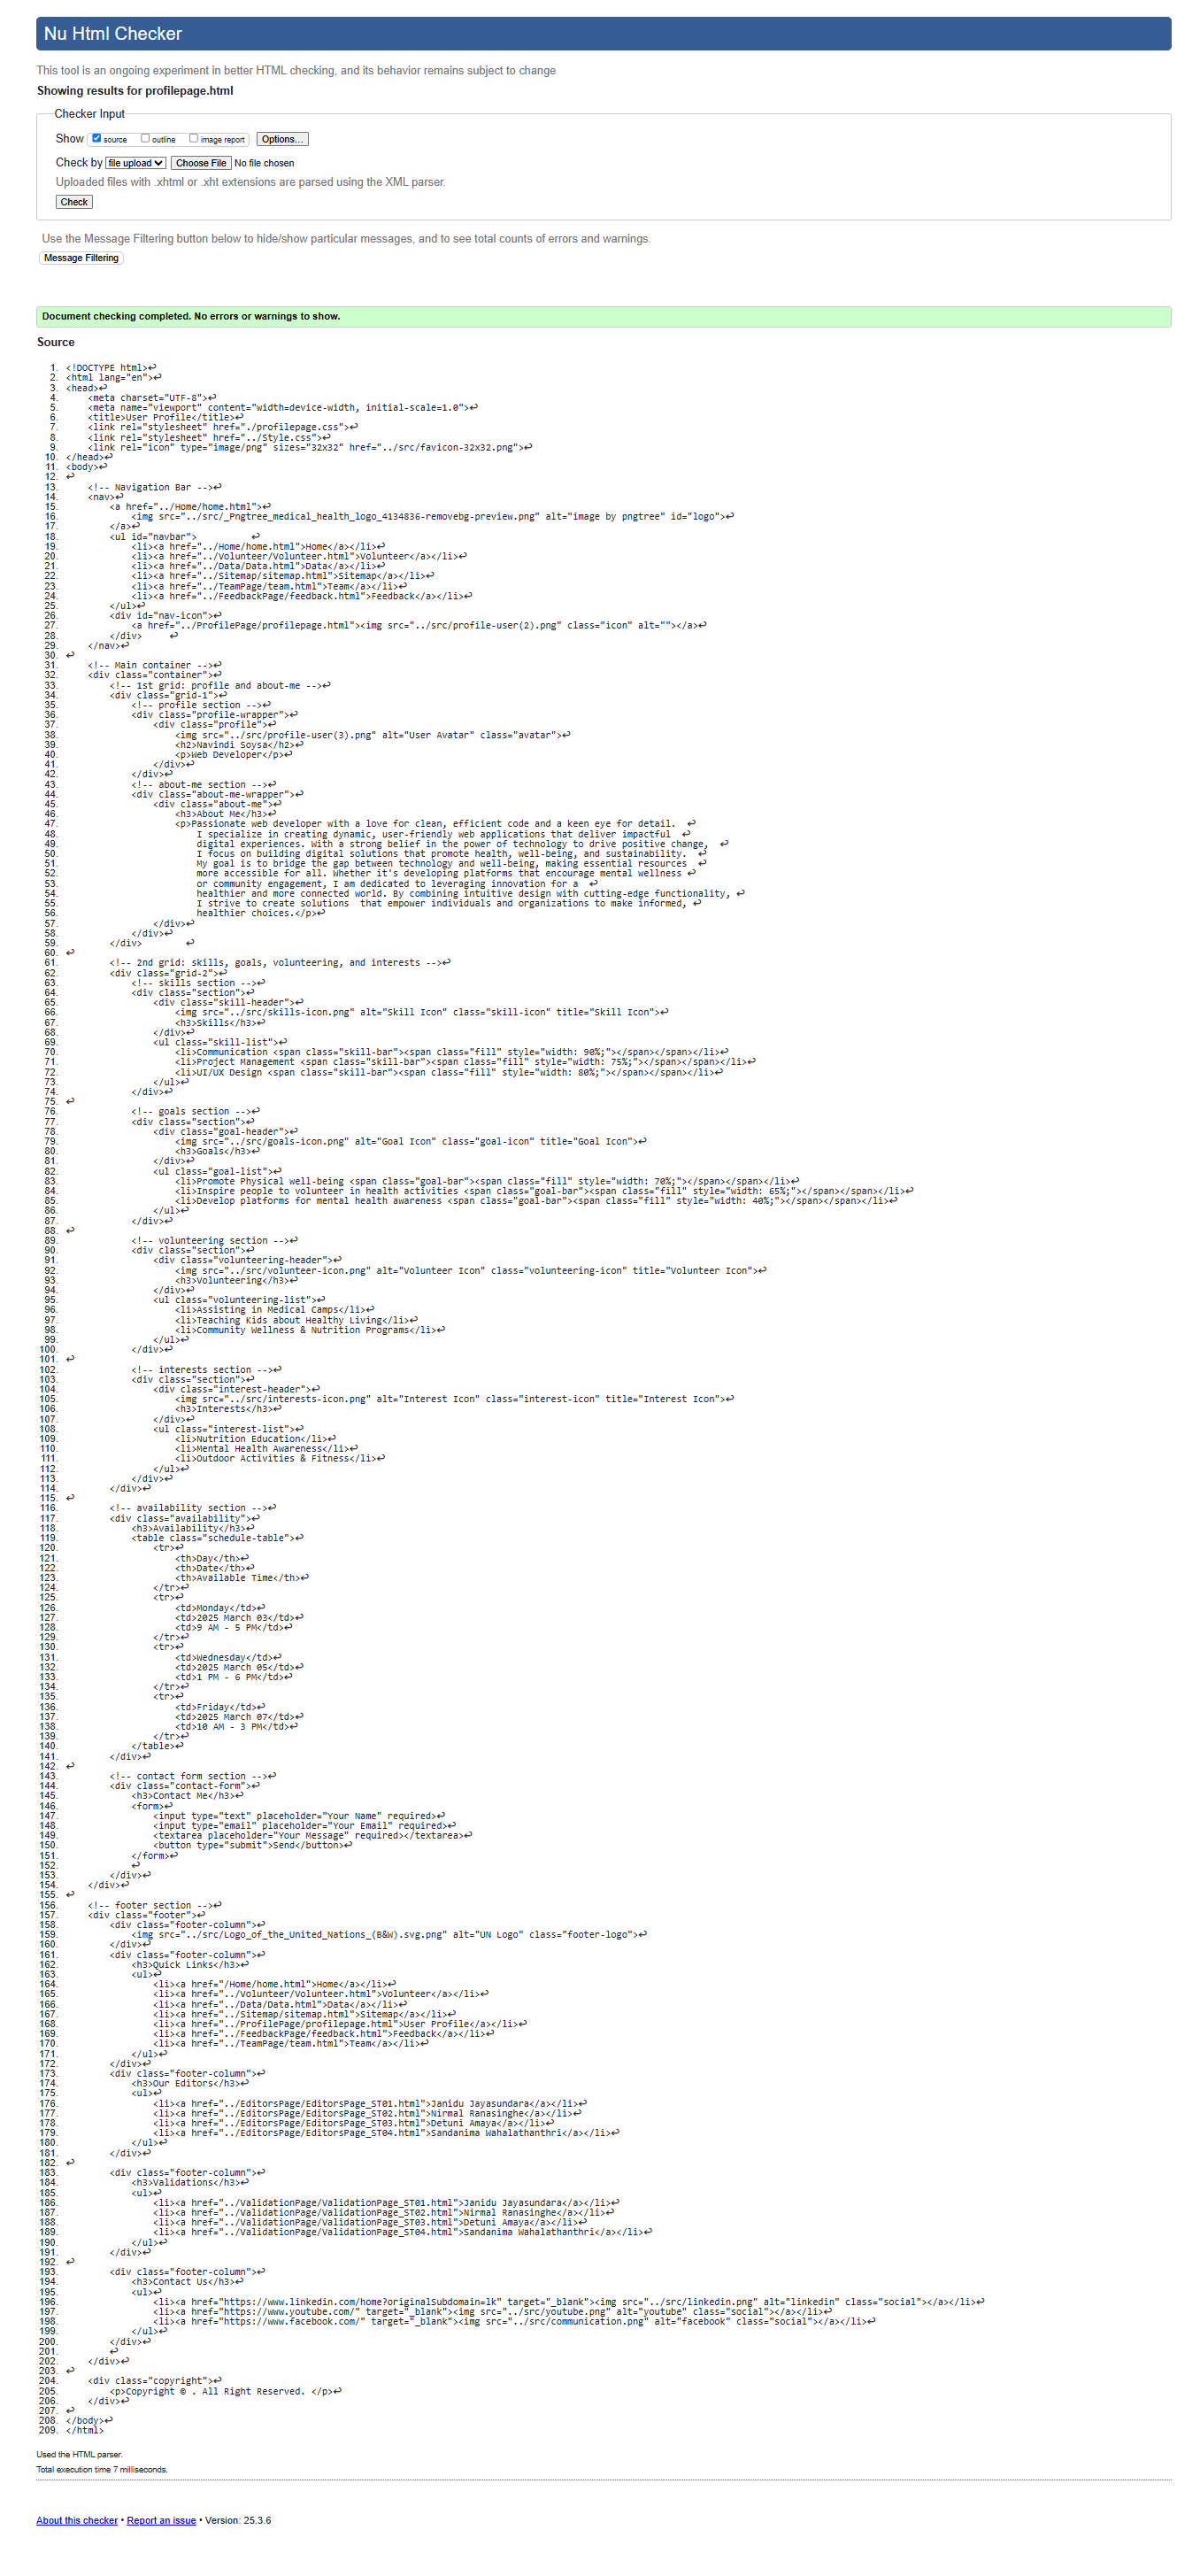 Nu Html Checker
This tool is an ongoing experiment in better HTML checking, and its behavior remains subject to change
Showing results for profilepage.html
Checker Input
Show source outline image report Options...
Check by file upload Choose File No file chosen
Uploaded files with .xhtml or .xht extensions are parsed using the XML parser.
Check
Use the Message Filtering button below to hide/show particular messages, and to see total counts of errors and warnings.
Message Filtering
Document checking completed. No errors or warnings to show.
Source
1. <!DOCTYPE html>↩
2. <html lang="en">↩
3. <head>↩
4.     <meta charset="UTF-8">↩
5.     <meta name="viewport" content="width=device-width, initial-scale=1.0">↩
6.     <title>User Profile</title>↩
7.     <link rel="stylesheet" href="./profilepage.css">↩
8.     <link rel="stylesheet" href="../Style.css">↩
9.     <link rel="icon" type="image/png" sizes="32x32" href="../src/favicon-32x32.png">↩
10. </head>↩
11. <body>↩
12. ↩
13.     <!-- Navigation Bar -->↩
14.     <nav>↩
15.         <a href="../Home/home.html">↩
16.             <img src="../src/_Pngtree_medical_health_logo_4134836-removebg-preview.png" alt="image by pngtree" id="logo">↩
17.         </a>↩
18.         <ul id="navbar">          ↩
19.             <li><a href="../Home/home.html">Home</a></li>↩
20.             <li><a href="../Volunteer/Volunteer.html">Volunteer</a></li>↩
21.             <li><a href="../Data/Data.html">Data</a></li>↩
22.             <li><a href="../Sitemap/sitemap.html">Sitemap</a></li>↩
23.             <li><a href="../TeamPage/team.html">Team</a></li>↩
24.             <li><a href="../FeedbackPage/feedback.html">Feedback</a></li>↩
25.         </ul>↩
26.         <div id="nav-icon">↩
27.             <a href="../ProfilePage/profilepage.html"><img src="../src/profile-user(2).png" class="icon" alt=""></a>↩
28.         </div>     ↩
29.     </nav>↩
30. ↩
31.     <!-- Main container -->↩
32.     <div class="container">↩
33.         <!-- 1st grid: profile and about-me -->↩
34.         <div class="grid-1">↩
35.             <!-- profile section -->↩
36.             <div class="profile-wrapper">↩
37.                 <div class="profile">↩
38.                     <img src="../src/profile-user(3).png" alt="User Avatar" class="avatar">↩
39.                     <h2>Navindi Soysa</h2>↩
40.                     <p>Web Developer</p>↩
41.                 </div>↩
42.             </div>↩
43.             <!-- about-me section -->↩
44.             <div class="about-me-wrapper">↩
45.                 <div class="about-me">↩
46.                     <h3>About Me</h3>↩
47.                     <p>Passionate web developer with a love for clean, efficient code and a keen eye for detail.  ↩
48.                         I specialize in creating dynamic, user-friendly web applications that deliver impactful  ↩
49.                         digital experiences. With a strong belief in the power of technology to drive positive change,  ↩
50.                         I focus on building digital solutions that promote health, well-being, and sustainability.  ↩
51.                         My goal is to bridge the gap between technology and well-being, making essential resources  ↩
52.                         more accessible for all. Whether it's developing platforms that encourage mental wellness ↩
53.                         or community engagement, I am dedicated to leveraging innovation for a  ↩
54.                         healthier and more connected world. By combining intuitive design with cutting-edge functionality, ↩
55.                         I strive to create solutions  that empower individuals and organizations to make informed, ↩
56.                         healthier choices.</p>↩
57.                 </div>↩
58.             </div>↩
59.         </div>        ↩
60. ↩
61.         <!-- 2nd grid: skills, goals, volunteering, and interests -->↩
62.         <div class="grid-2">↩
63.             <!-- skills section -->↩
64.             <div class="section">↩
65.                 <div class="skill-header">↩
66.                     <img src="../src/skills-icon.png" alt="Skill Icon" class="skill-icon" title="Skill Icon">↩
67.                     <h3>Skills</h3>↩
68.                 </div>↩
69.                 <ul class="skill-list">↩
70.                     <li>Communication <span class="skill-bar"><span class="fill" style="width: 90%;"></span></span></li>↩
71.                     <li>Project Management <span class="skill-bar"><span class="fill" style="width: 75%;"></span></span></li>↩
72.                     <li>UI/UX Design <span class="skill-bar"><span class="fill" style="width: 80%;"></span></span></li>↩
73.                 </ul>↩
74.             </div>↩
75. ↩
76.             <!-- goals section -->↩
77.             <div class="section">↩
78.                 <div class="goal-header">↩
79.                     <img src="../src/goals-icon.png" alt="Goal Icon" class="goal-icon" title="Goal Icon">↩
80.                     <h3>Goals</h3>↩
81.                 </div>↩
82.                 <ul class="goal-list">↩
83.                     <li>Promote Physical well-being <span class="goal-bar"><span class="fill" style="width: 70%;"></span></span></li>↩
84.                     <li>Inspire people to volunteer in health activities <span class="goal-bar"><span class="fill" style="width: 65%;"></span></span></li>↩
85.                     <li>Develop platforms for mental health awareness <span class="goal-bar"><span class="fill" style="width: 40%;"></span></span></li>↩
86.                 </ul>↩
87.             </div>↩
88. ↩
89.             <!-- volunteering section -->↩
90.             <div class="section">↩
91.                 <div class="volunteering-header">↩
92.                     <img src="../src/volunteer-icon.png" alt="Volunteer Icon" class="volunteering-icon" title="Volunteer Icon">↩
93.                     <h3>Volunteering</h3>↩
94.                 </div>↩
95.                 <ul class="volunteering-list">↩
96.                     <li>Assisting in Medical Camps</li>↩
97.                     <li>Teaching Kids about Healthy Living</li>↩
98.                     <li>Community Wellness & Nutrition Programs</li>↩
99.                 </ul>↩
100.             </div>↩
101. ↩
102.             <!-- interests section -->↩
103.             <div class="section">↩
104.                 <div class="interest-header">↩
105.                     <img src="../src/interests-icon.png" alt="Interest Icon" class="interest-icon" title="Interest Icon">↩
106.                     <h3>Interests</h3>↩
107.                 </div>↩
108.                 <ul class="interest-list">↩
109.                     <li>Nutrition Education</li>↩
110.                     <li>Mental Health Awareness</li>↩
111.                     <li>Outdoor Activities & Fitness</li>↩
112.                 </ul>↩
113.             </div>↩
114.         </div>↩
115. ↩
116.         <!-- availability section -->↩
117.         <div class="availability">↩
118.             <h3>Availability</h3>↩
119.             <table class="schedule-table">↩
120.                 <tr>↩
121.                     <th>Day</th>↩
122.                     <th>Date</th>↩
123.                     <th>Available Time</th>↩
124.                 </tr>↩
125.                 <tr>↩
126.                     <td>Monday</td>↩
127.                     <td>2025 March 03</td>↩
128.                     <td>9 AM - 5 PM</td>↩
129.                 </tr>↩
130.                 <tr>↩
131.                     <td>Wednesday</td>↩
132.                     <td>2025 March 05</td>↩
133.                     <td>1 PM - 6 PM</td>↩
134.                 </tr>↩
135.                 <tr>↩
136.                     <td>Friday</td>↩
137.                     <td>2025 March 07</td>↩
138.                     <td>10 AM - 3 PM</td>↩
139.                 </tr>↩
140.             </table>↩
141.         </div>↩
142. ↩
143.         <!-- contact form section -->↩
144.         <div class="contact-form">↩
145.             <h3>Contact Me</h3>↩
146.             <form>↩
147.                 <input type="text" placeholder="Your Name" required>↩
148.                 <input type="email" placeholder="Your Email" required>↩
149.                 <textarea placeholder="Your Message" required></textarea>↩
150.                 <button type="submit">Send</button>↩
151.             </form>↩
152.             ↩
153.         </div>↩
154.     </div>↩
155. ↩
156.     <!-- footer section -->↩
157.     <div class="footer">↩
158.         <div class="footer-column">↩
159.             <img src="../src/Logo_of_the_United_Nations_(B&W).svg.png" alt="UN Logo" class="footer-logo">↩
160.         </div>↩
161.         <div class="footer-column">↩
162.             <h3>Quick Links</h3>↩
163.             <ul>↩
164.                 <li><a href="/Home/home.html">Home</a></li>↩
165.                 <li><a href="../Volunteer/Volunteer.html">Volunteer</a></li>↩
166.                 <li><a href="../Data/Data.html">Data</a></li>↩
167.                 <li><a href="../Sitemap/sitemap.html">Sitemap</a></li>↩
168.                 <li><a href="../ProfilePage/profilepage.html">User Profile</a></li>↩
169.                 <li><a href="../FeedbackPage/feedback.html">Feedback</a></li>↩
170.                 <li><a href="../TeamPage/team.html">Team</a></li>↩
171.             </ul>↩
172.         </div>↩
173.         <div class="footer-column">↩
174.             <h3>Our Editors</h3>↩
175.             <ul>↩
176.                 <li><a href="../EditorsPage/EditorsPage_ST01.html">Janidu Jayasundara</a></li>↩
177.                 <li><a href="../EditorsPage/EditorsPage_ST02.html">Nirmal Ranasinghe</a></li>↩
178.                 <li><a href="../EditorsPage/EditorsPage_ST03.html">Detuni Amaya</a></li>↩
179.                 <li><a href="../EditorsPage/EditorsPage_ST04.html">Sandanima Wahalathanthri</a></li>↩
180.             </ul>↩
181.         </div>↩
182. ↩
183.         <div class="footer-column">↩
184.             <h3>Validations</h3>↩
185.             <ul>↩
186.                 <li><a href="../ValidationPage/ValidationPage_ST01.html">Janidu Jayasundara</a></li>↩
187.                 <li><a href="../ValidationPage/ValidationPage_ST02.html">Nirmal Ranasinghe</a></li>↩
188.                 <li><a href="../ValidationPage/ValidationPage_ST03.html">Detuni Amaya</a></li>↩
189.                 <li><a href="../ValidationPage/ValidationPage_ST04.html">Sandanima Wahalathanthri</a></li>↩
190.             </ul>↩
191.         </div>↩
192. ↩
193.         <div class="footer-column">↩
194.             <h3>Contact Us</h3>↩
195.             <ul>↩
196.                 <li><a href="https://www.linkedin.com/home?originalSubdomain=lk" target="_blank"><img src="../src/linkedin.png" alt="linkedin" class="social"></a></li>↩
197.                 <li><a href="https://www.youtube.com/" target="_blank"><img src="../src/youtube.png" alt="youtube" class="social"></a></li>↩
198.                 <li><a href="https://www.facebook.com/" target="_blank"><img src="../src/communication.png" alt="facebook" class="social"></a></li>↩
199.             </ul>↩
200.         </div>↩
201.         ↩
202.     </div>↩
203. ↩
204.     <div class="copyright">↩
205.         <p>Copyright © . All Right Reserved. </p>↩
206.     </div>↩
207. ↩
208. </body>↩
209. </html>
Used the HTML parser.
Total execution time 7 milliseconds.
About this checker • Report an issue • Version: 25.3.6